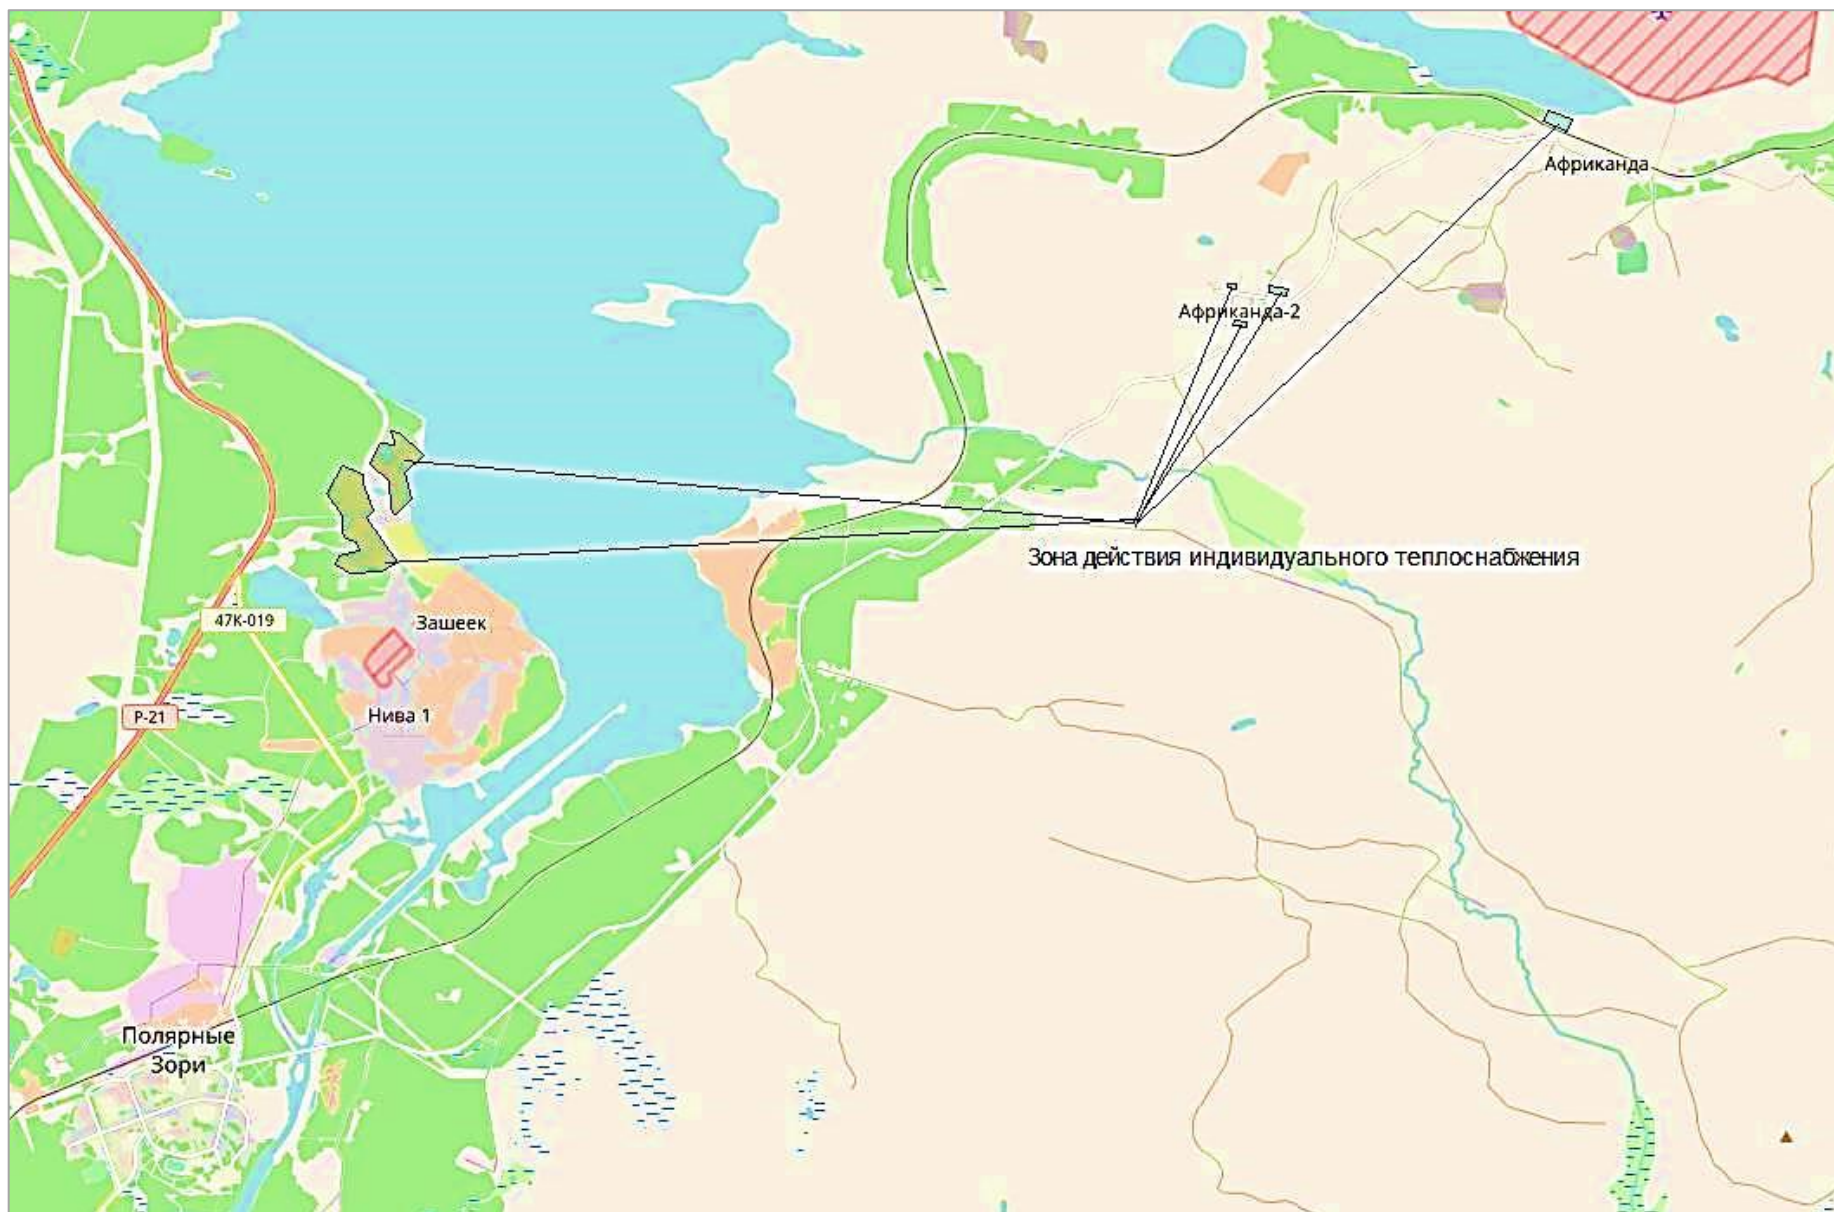 Африканда
Африканда-2
Зона действия индивидуального теплоснабжения
47К-019
Зашеек
Р-21
Нива 1
Полярные
Зори